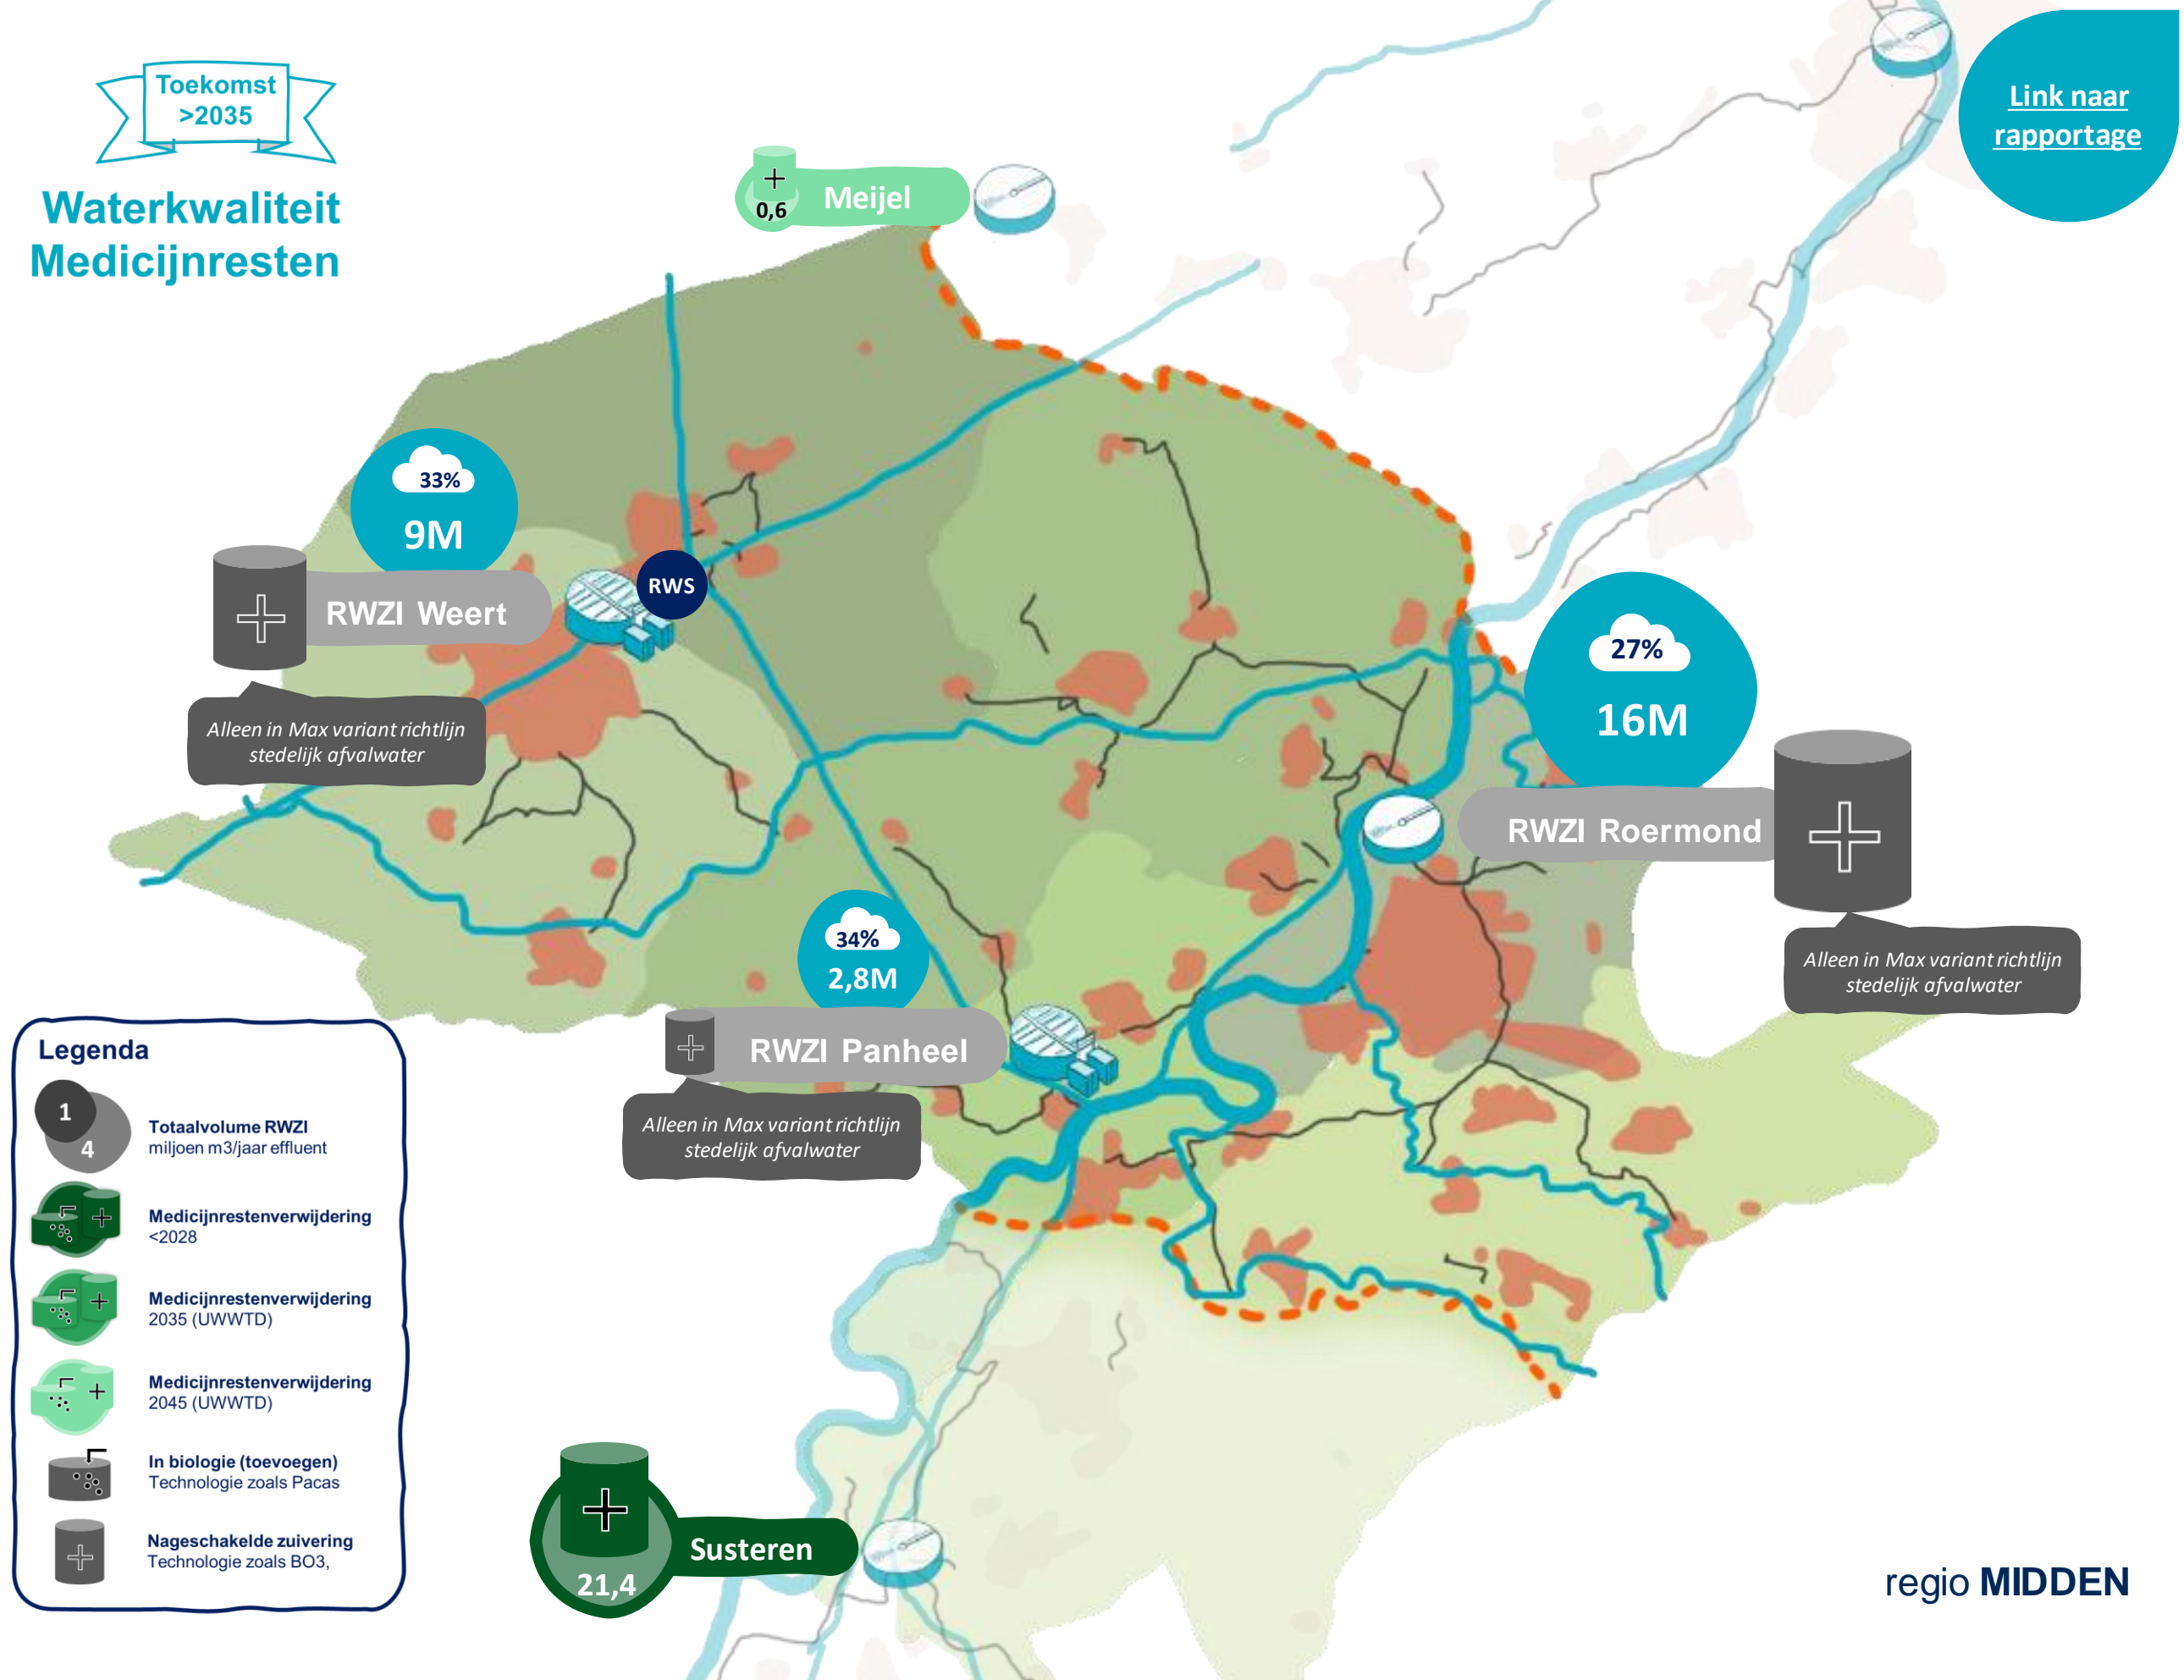 Toekomst
>2035
Waterkwaliteit
Medicijnresten
Link naar
rapportage
+
0,6
Meijel
33%
9M
RWZI Weert
RWS
Alleen in Max variant richtlijn
stedelijk afvalwater
27%
16M
RWZI Roermond
Alleen in Max variant richtlijn
stedelijk afvalwater
34%
2,8M
RWZI Panheel
Alleen in Max variant richtlijn
stedelijk afvalwater
Legenda
1
4
Totaalvolume RWZI
miljoen m3/jaar effluent
Medicijnrestenverwijdering
<2028
Medicijnrestenverwijdering
2035 (UWWTD)
Medicijnrestenverwijdering
2045 (UWWTD)
In biologie (toevoegen)
Technologie zoals Pacas
Nageschakelde zuivering
Technologie zoals BO3,
Susteren
21,4
regio MIDDEN